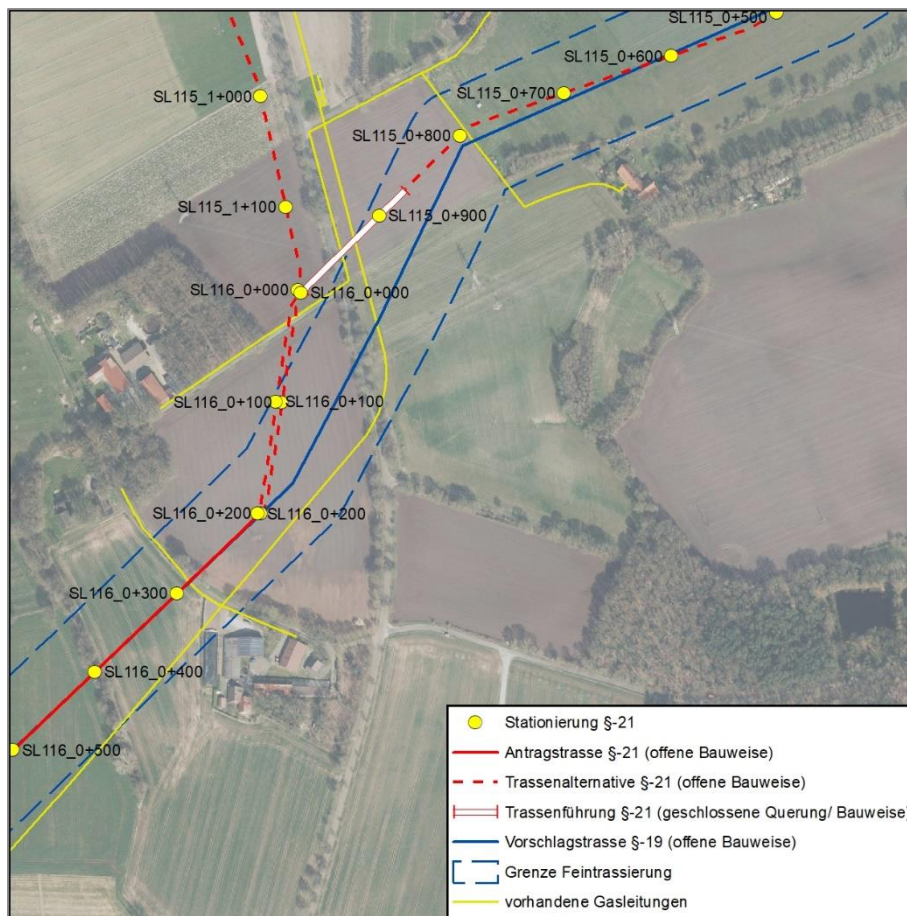 SL115_0+500
SL115_0+600
SL115_0+700
SL115_1+000
SL115_0+800
SL115_1+100
SL115_0+900
SL116_0+000
SL116_0+000
SL116_0+100
SL116_0+100
SL116_0+200
SL116_0+200
SL116_0+300
SL116_0+400
SL116_0+500
Stationierung §-21
Antragstrasse §-21 (offene Bauweise)
Trassenalternative §-21 (offene Bauweise)
Trassenführung §-21 (geschlossene Querung/ Bauweise)
Vorschlagstrasse §-19 (offene Bauweise)
Grenze Feintrassierung
vorhandene Gasleitungen